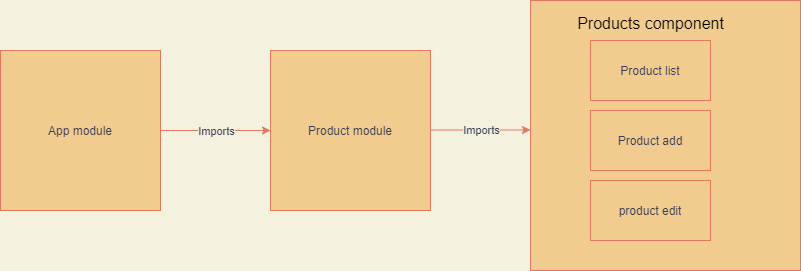 App module
Imports
Product module
Imports
Products component
Product list
Product add
product edit